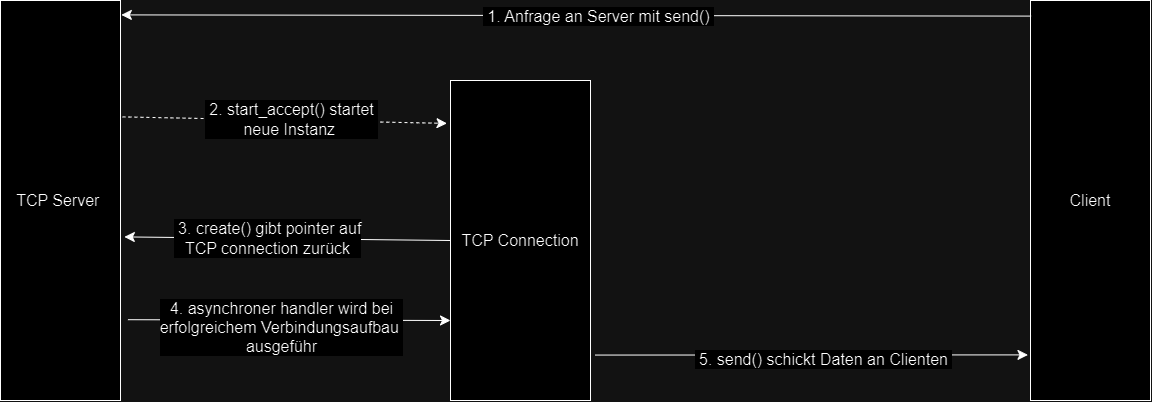 1. Anfrage an Server mit send()
2. start_accept() startet
neue Instanz
TCP Server
Client
3. create() gibt pointer auf
TCP connection zurück
TCP Connection
4. asynchroner handler wird bei
erfolgreichem Verbindungsaufbau
ausgeführ
5. send() schickt Daten an Clienten